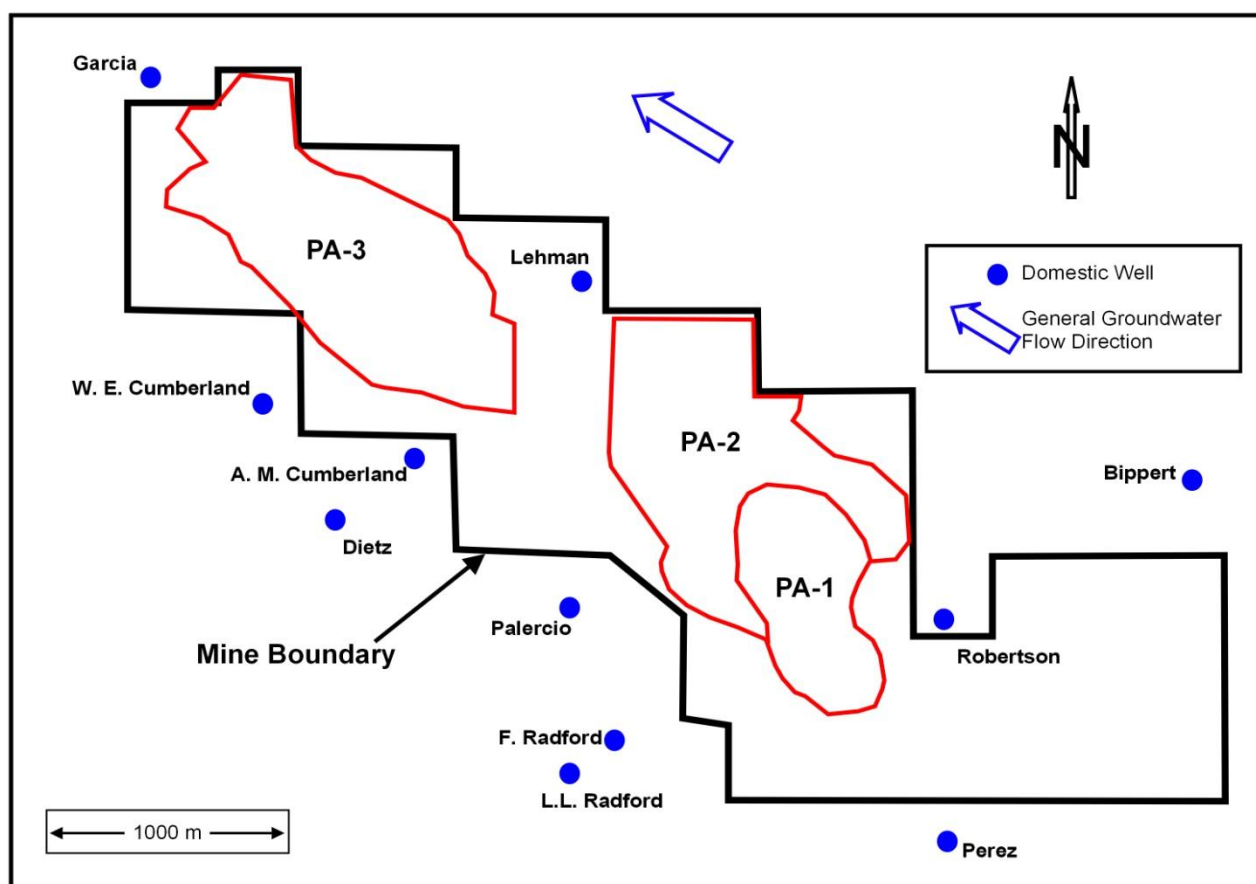 Garcia
N
PA-3
Lehman
Domestic Well
General Groundwater
Flow Direction
W. E. Cumberland
PA-2
A. M. Cumberland
Bippert
Dietz
PA-1
Palercio
Mine Boundary
Robertson
F. Radford
L.L. Radford
1000 m
Perez